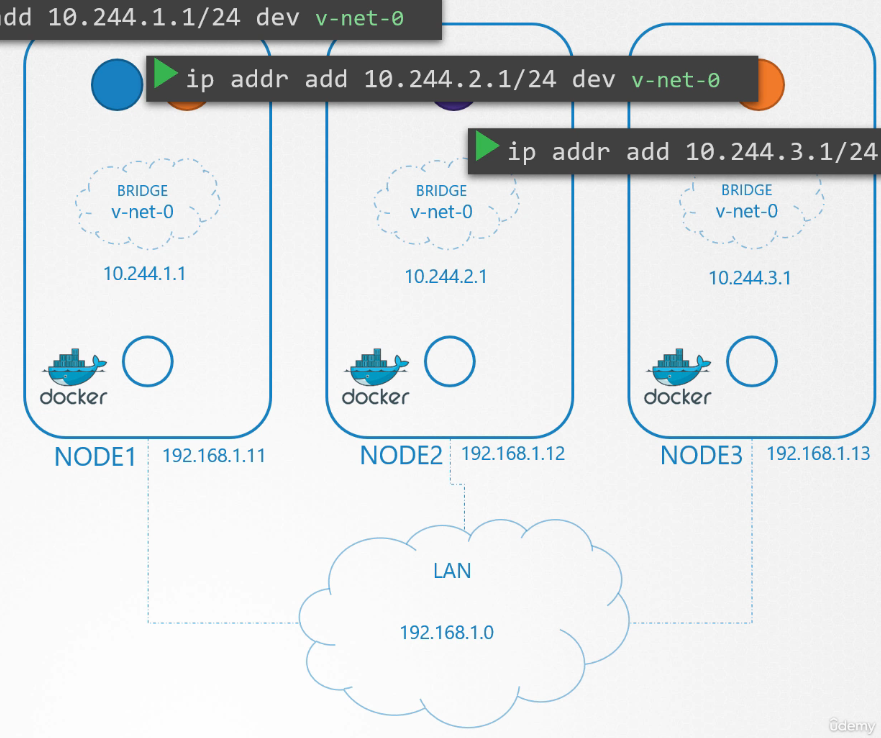 add 10.244.1.1/24 dev v-net-0
ip addr add 10.244.2.1/24 dev v-net-0
ip addr add 10.244.3.1/24
BRIDGE
v-net-0
10.244.1.1
BRIDGE
v-net-0
10.244.2.1
BRIDGE
v-net-0
10.244.3.1
docker
docker
docker
NODE1 192.168.1.11
NODE2 192.168.1.12
NODE3 192.168.1.13
LAN
192.168.1.0
ûdemy